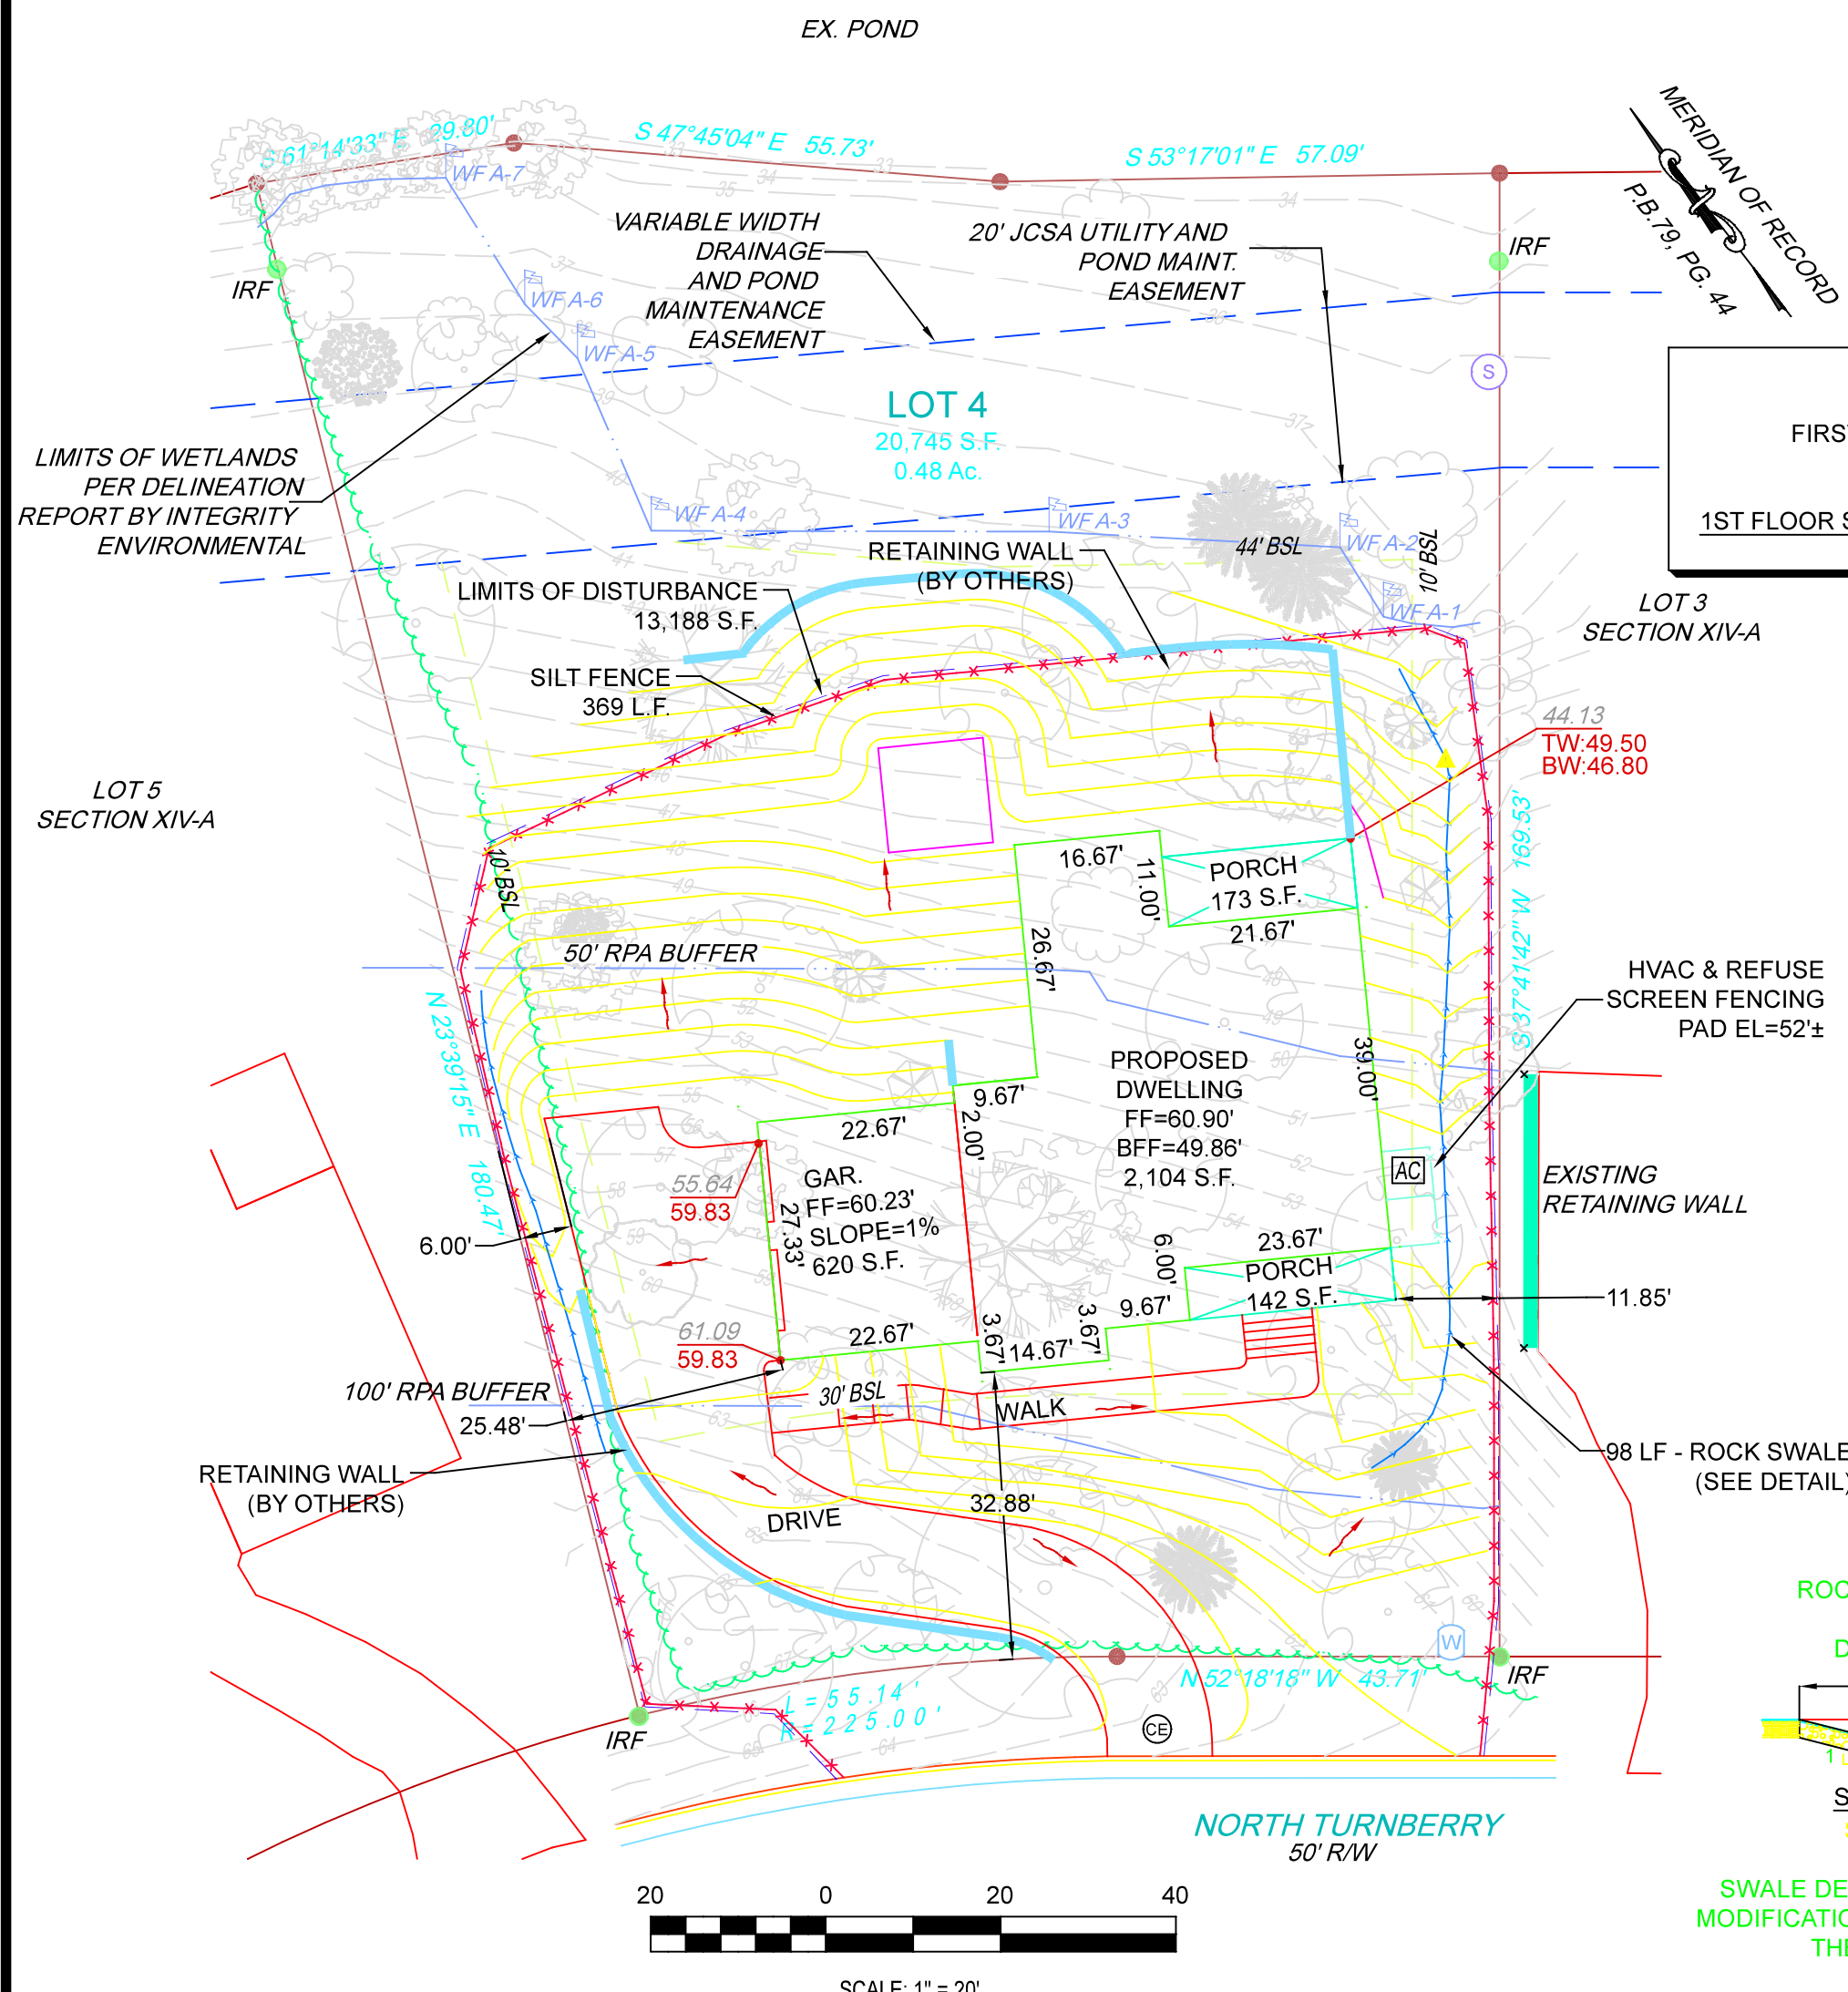 EX. POND
S 61°14'33" E 29.80'
S 47°45'04" E 55.73'
S 53°17'01" E 57.09'
MERIDIAN OF RECORD
P.B.79, PG. 44
WF A-7
VARIABLE WIDTH
DRAINAGE
AND POND
MAINTENANCE
EASEMENT
20' JCSA UTILITY AND
POND MAINT.
EASEMENT
IRF
IRF
WF A-6
WF A-5
S
LOT 4
20,745 S.F.
0.48 Ac.
LIMITS OF WETLANDS
PER DELINEATION
REPORT BY INTEGRITY
ENVIRONMENTAL
FIRS
1ST FLOOR S
WF A-4
WF A-3
WF A-2
WF A-1
44' BSL
10' BSL
RETAINING WALL
(BY OTHERS)
LIMITS OF DISTURBANCE
13,188 S.F.
LOT 3
SECTION XIV-A
SILT FENCE
369 L.F.
44.13
TW:49.50
BW:46.80
LOT 5
SECTION XIV-A
10' BSL
S 37°41'42" W 169.53'
16.67'
11.00'
PORCH
173 S.F.
21.67'
26.67'
50' RPA BUFFER
HVAC & REFUSE
SCREEN FENCING
PAD EL=52'±
N 23°39'15" E 180.47'
39.00'
PROPOSED
DWELLING
FF=60.90'
BFF=49.86'
2,104 S.F.
9.67'
2.00'
22.67'
GAR.
FF=60.23'
SLOPE=1%
620 S.F.
27.33'
55.64
59.83
AC
EXISTING
RETAINING WALL
6.00'
23.67'
6.00'
PORCH
142 S.F.
11.85'
9.67'
3.67'
14.67'
3.67'
22.67'
61.09
59.83
100' RPA BUFFER
25.48'
30' BSL
WALK
RETAINING WALL
(BY OTHERS)
98 LF - ROCK SWALE
(SEE DETAIL)
32.88'
DRIVE
ROC
D
W
N 52°18'18" W 43.71'
IRF
L=55.14'
R=225.00'
IRF
CE
1
S
NORTH TURNBERRY
50' R/W
SWALE DE
MODIFICATIO
THE
20 0 20 40
SCALE: 1" = 20'